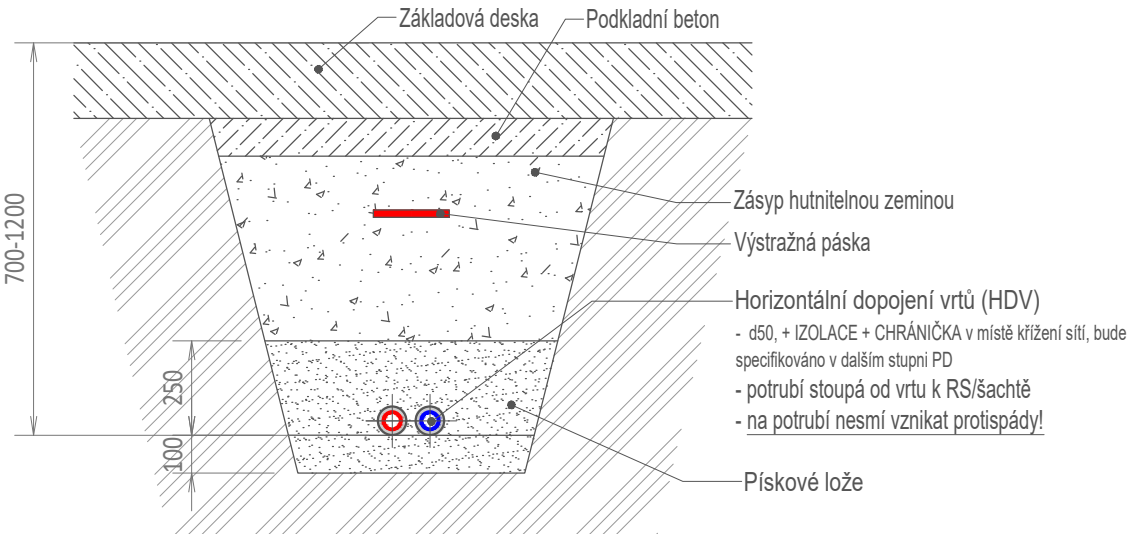 Základová deska
Podkladní beton
Zásyp hutnitelnou zeminou
Výstražná páska
Horizontální dopojení vrtů (HDV)
- d50, + IZOLACE + CHRÁNIČKA v místě křížení sítí, bude
specifikováno v dalším stupni PD
- potrubí stoupá od vrtu k RS/šachtě
- na potrubí nesmí vznikat protispády!
Pískové lože
700-1200
250
100